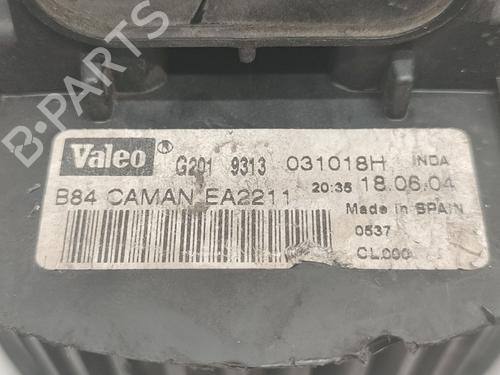 B-PARTS
Valeo ® G201 9313 031018H INDA
B84 CAMAN EA2211 20:35 18.06.04
Made in SPAIN
0537
CL000